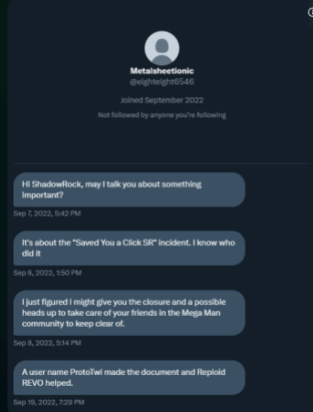 Metalsheetionic
@eighteight6546
Joined September 2022
Not followed by anyone you're following
Hi ShadowRock, may I talk you about something
important?
Sep 7, 2022, 5:42 PM
It's about the "Saved You a Click SR" incident. I know who
did it
Sep 8, 2022, 1:50 PM
I just figured I might give you the closure and a possible
heads up to take care of your friends in the Mega Man
community to keep clear of.
Sep 8, 2022, 5:14 PM
A user name ProtoTwi made the document and Reploid
REVO helped.
Sep 19, 2022, 7:29 PM